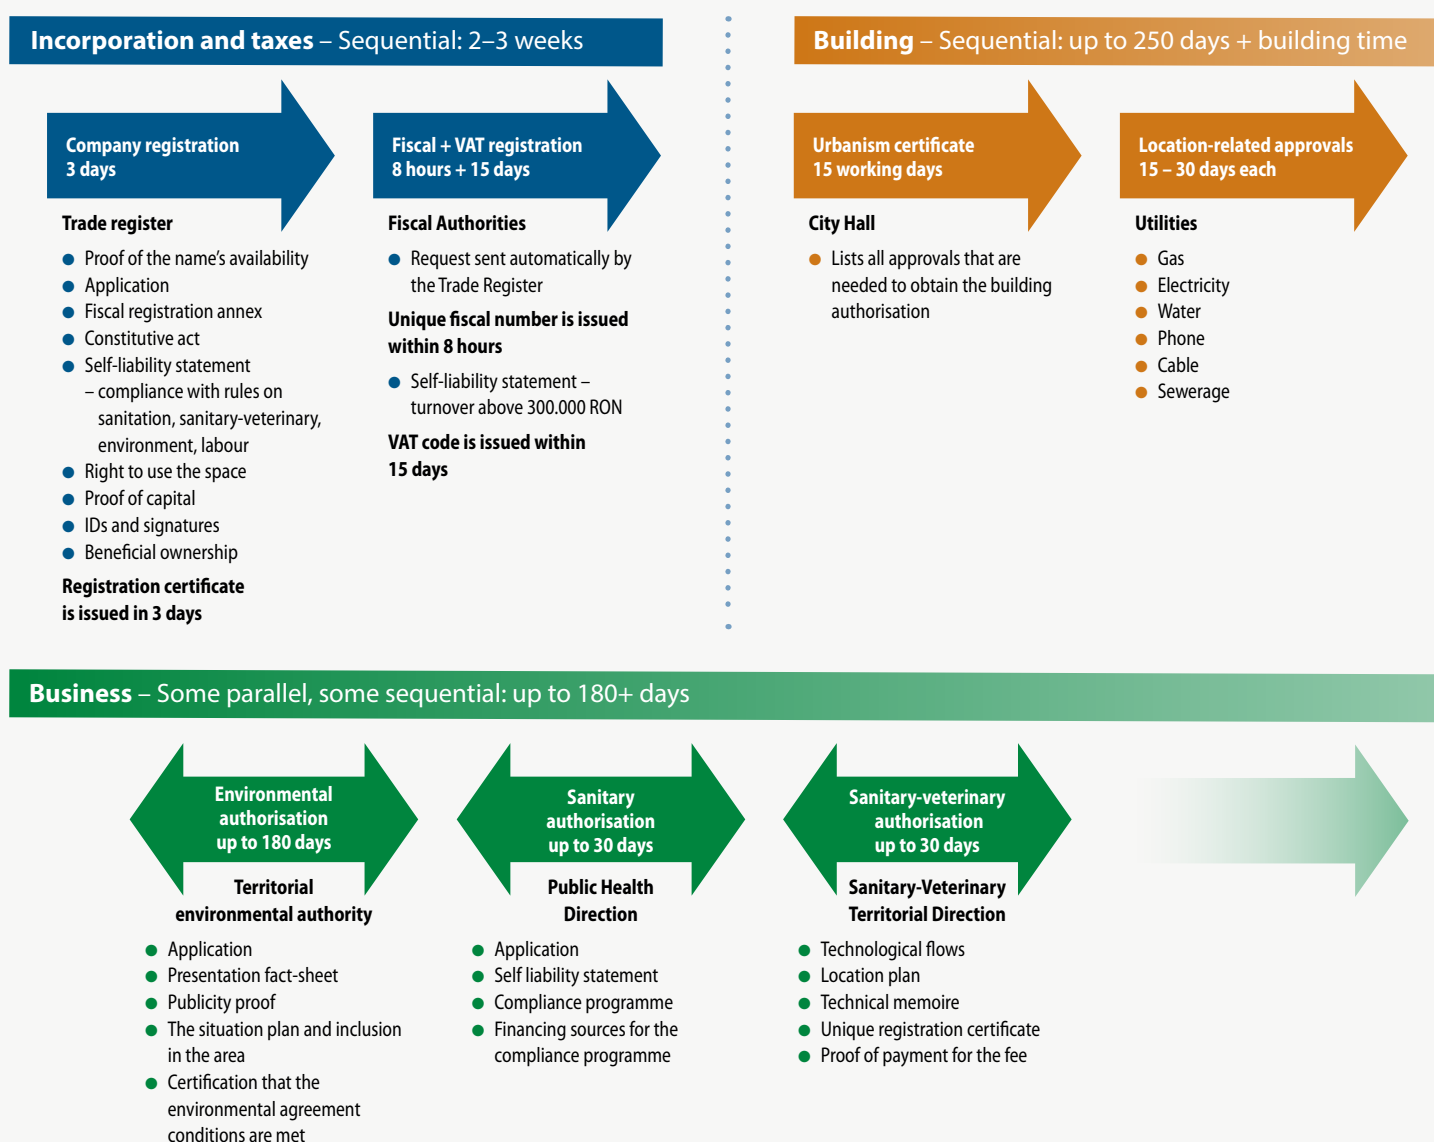 Incorporation and taxes – Sequential: 2–3 weeks
Company registration
3 days
Trade register
Proof of the name's availability
Application
Fiscal registration annex
Constitutive act
Self-liability statement
– compliance with rules on
sanitation, sanitary-veterinary,
environment, labour
Right to use the space
Proof of capital
IDs and signatures
Beneficial ownership
Registration certificate
is issued in 3 days
Fiscal + VAT registration
8 hours + 15 days
Fiscal Authorities
Request sent automatically by
the Trade Register
Unique fiscal number is issued
within 8 hours
Self-liability statement –
turnover above 300.000 RON
VAT code is issued within
15 days
Building – Sequential: up to 250 days + building time
Urbanism certificate
15 working days
City Hall
Lists all approvals that are
needed to obtain the building
authorisation
Location-related approvals
15 – 30 days each
Utilities
Gas
Electricity
Water
Phone
Cable
Sewerage
Business – Some parallel, some sequential: up to 180+ days
Environmental
authorisation
up to 180 days
Territorial
environmental authority
Application
Presentation fact-sheet
Publicity proof
The situation plan and inclusion
in the area
Certification that the
environmental agreement
conditions are met
Sanitary
authorisation
up to 30 days
Public Health
Direction
Application
Self liability statement
Compliance programme
Financing sources for the
compliance programme
Sanitary-veterinary
authorisation
up to 30 days
Sanitary-Veterinary
Territorial Direction
Technological flows
Location plan
Technical memoire
Unique registration certificate
Proof of payment for the fee